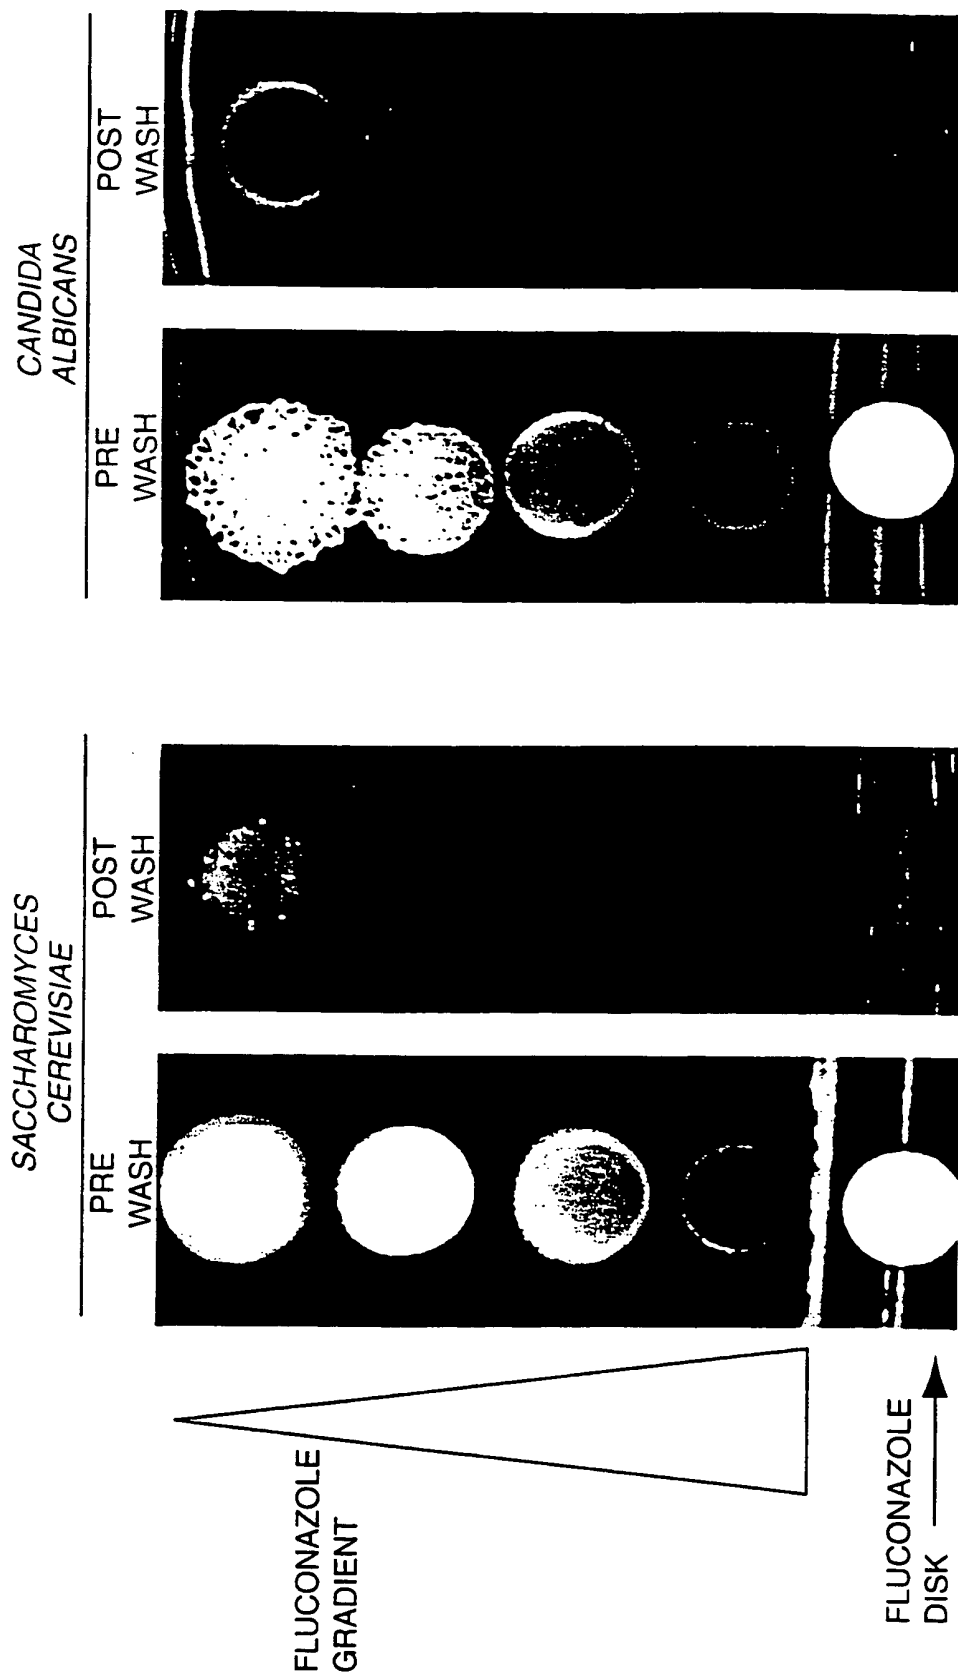 SACCHAROMYCES
CEREVISIAE
PRE
WASH
POST
WASH
CANDIDA
ALBICANS
PRE
WASH
POST
WASH
FLUCONAZOLE
GRADIENT
FLUCONAZOLE
DISK